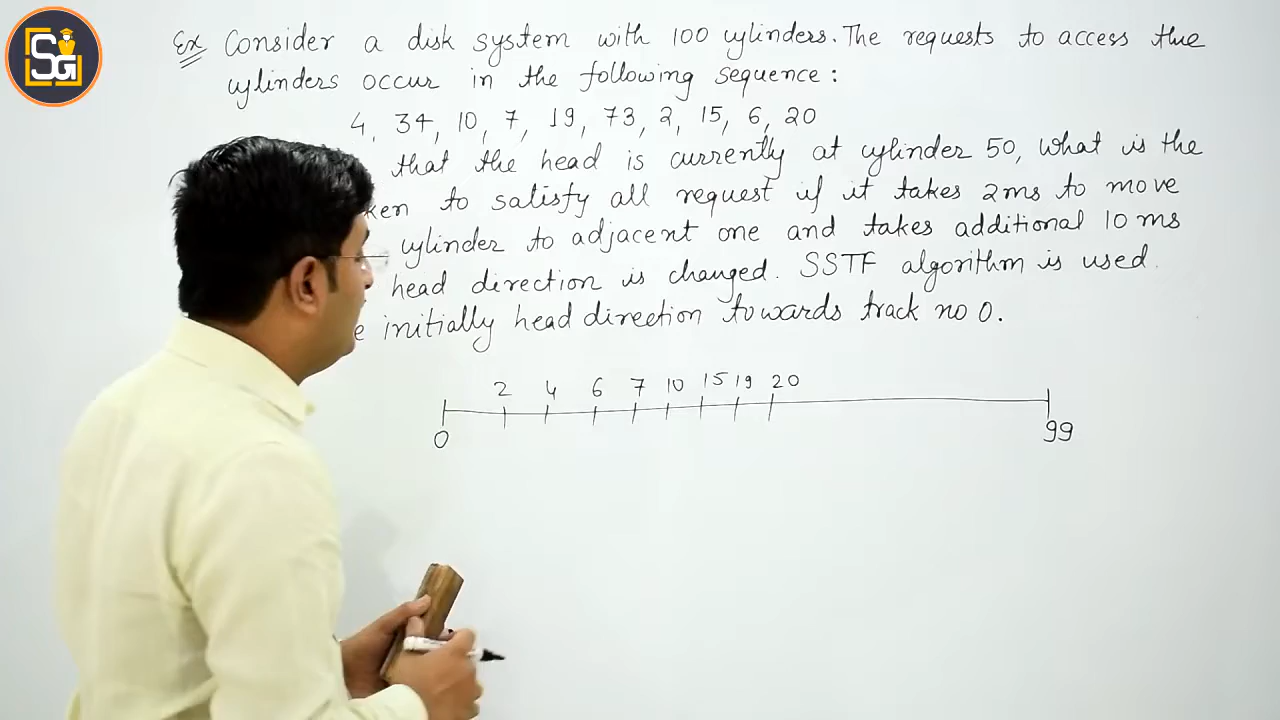 SG
Ex Consider a disk system with 100 cylinders. The requests to access the
cylinders occur in the following sequence :
4, 34, 10, 7, 19, 73, 2, 15, 6, 20
that the head is currently at cylinder 50, what is the
ken to satisfy all request if it takes 2ms to move
cylinder to adjacent one and takes additional 10 ms
head direction is changed. SSTF algorithm is used.
e initially head direction towards track no 0.
2 4 6 7 10 15 19 20
0 99